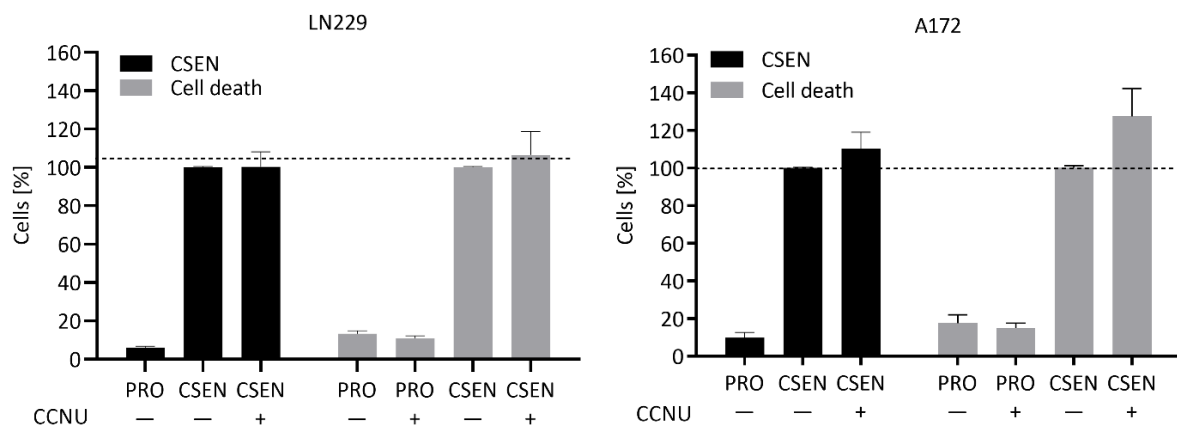 LN229
160
140
120
100
80
60
40
20
0
Cells [%]
CSEN
Cell death
PRO CSEN CSEN PRO PRO CSEN CSEN
CCNU — — + — + — +
A172
160
140
120
100
80
60
40
20
0
Cells [%]
CSEN
Cell death
PRO CSEN CSEN PRO PRO CSEN CSEN
CCNU — — + — + — +